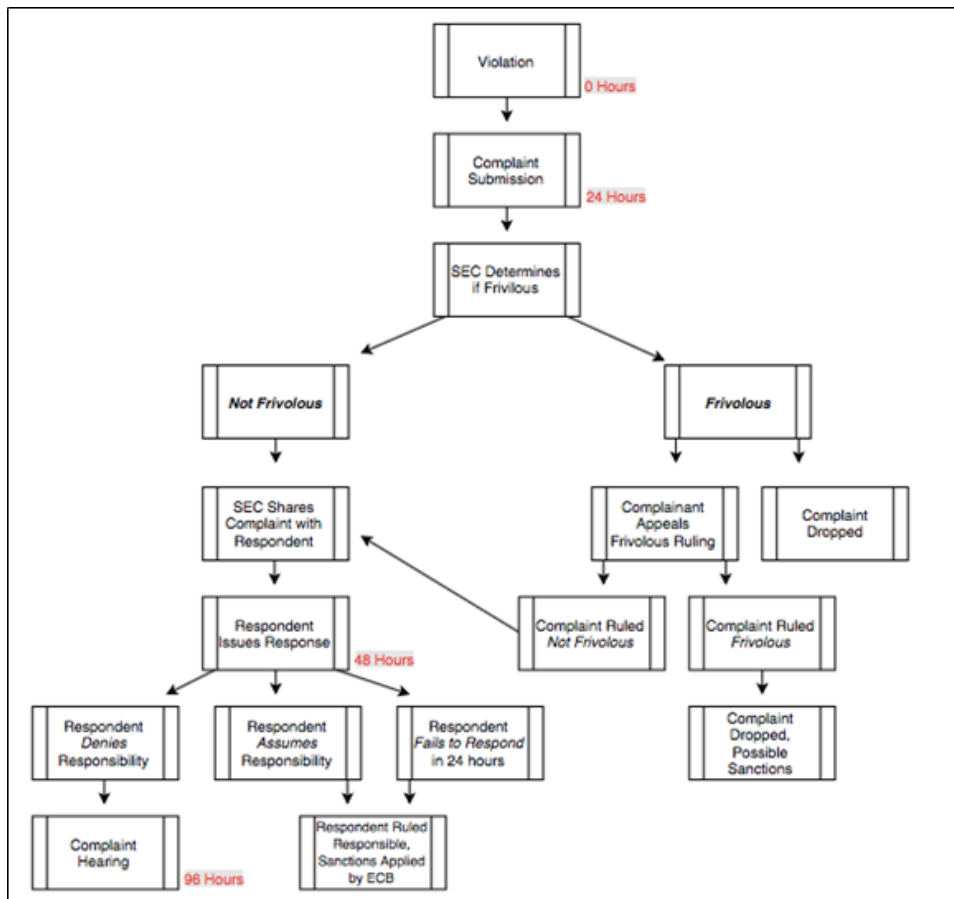 Violation
0 Hours
Complaint
Submission
24 Hours
SEC Determines
if Frivilous
Not Frivolous
Frivolous
SEC Shares
Complaint with
Respondent
Complainant
Appeals
Frivolous Ruling
Complaint
Dropped
Respondent
Issues Response
48 Hours
Complaint Ruled
Not Frivolous
Complaint Ruled
Frivolous
Respondent
Denies
Responsibility
Respondent
Assumes
Responsibility
Respondent
Fails to Respond
in 24 hours
Complaint
Dropped,
Possible
Sanctions
Complaint
Hearing
96 Hours
Respondent Ruled
Responsible,
Sanctions Applied
by ECB